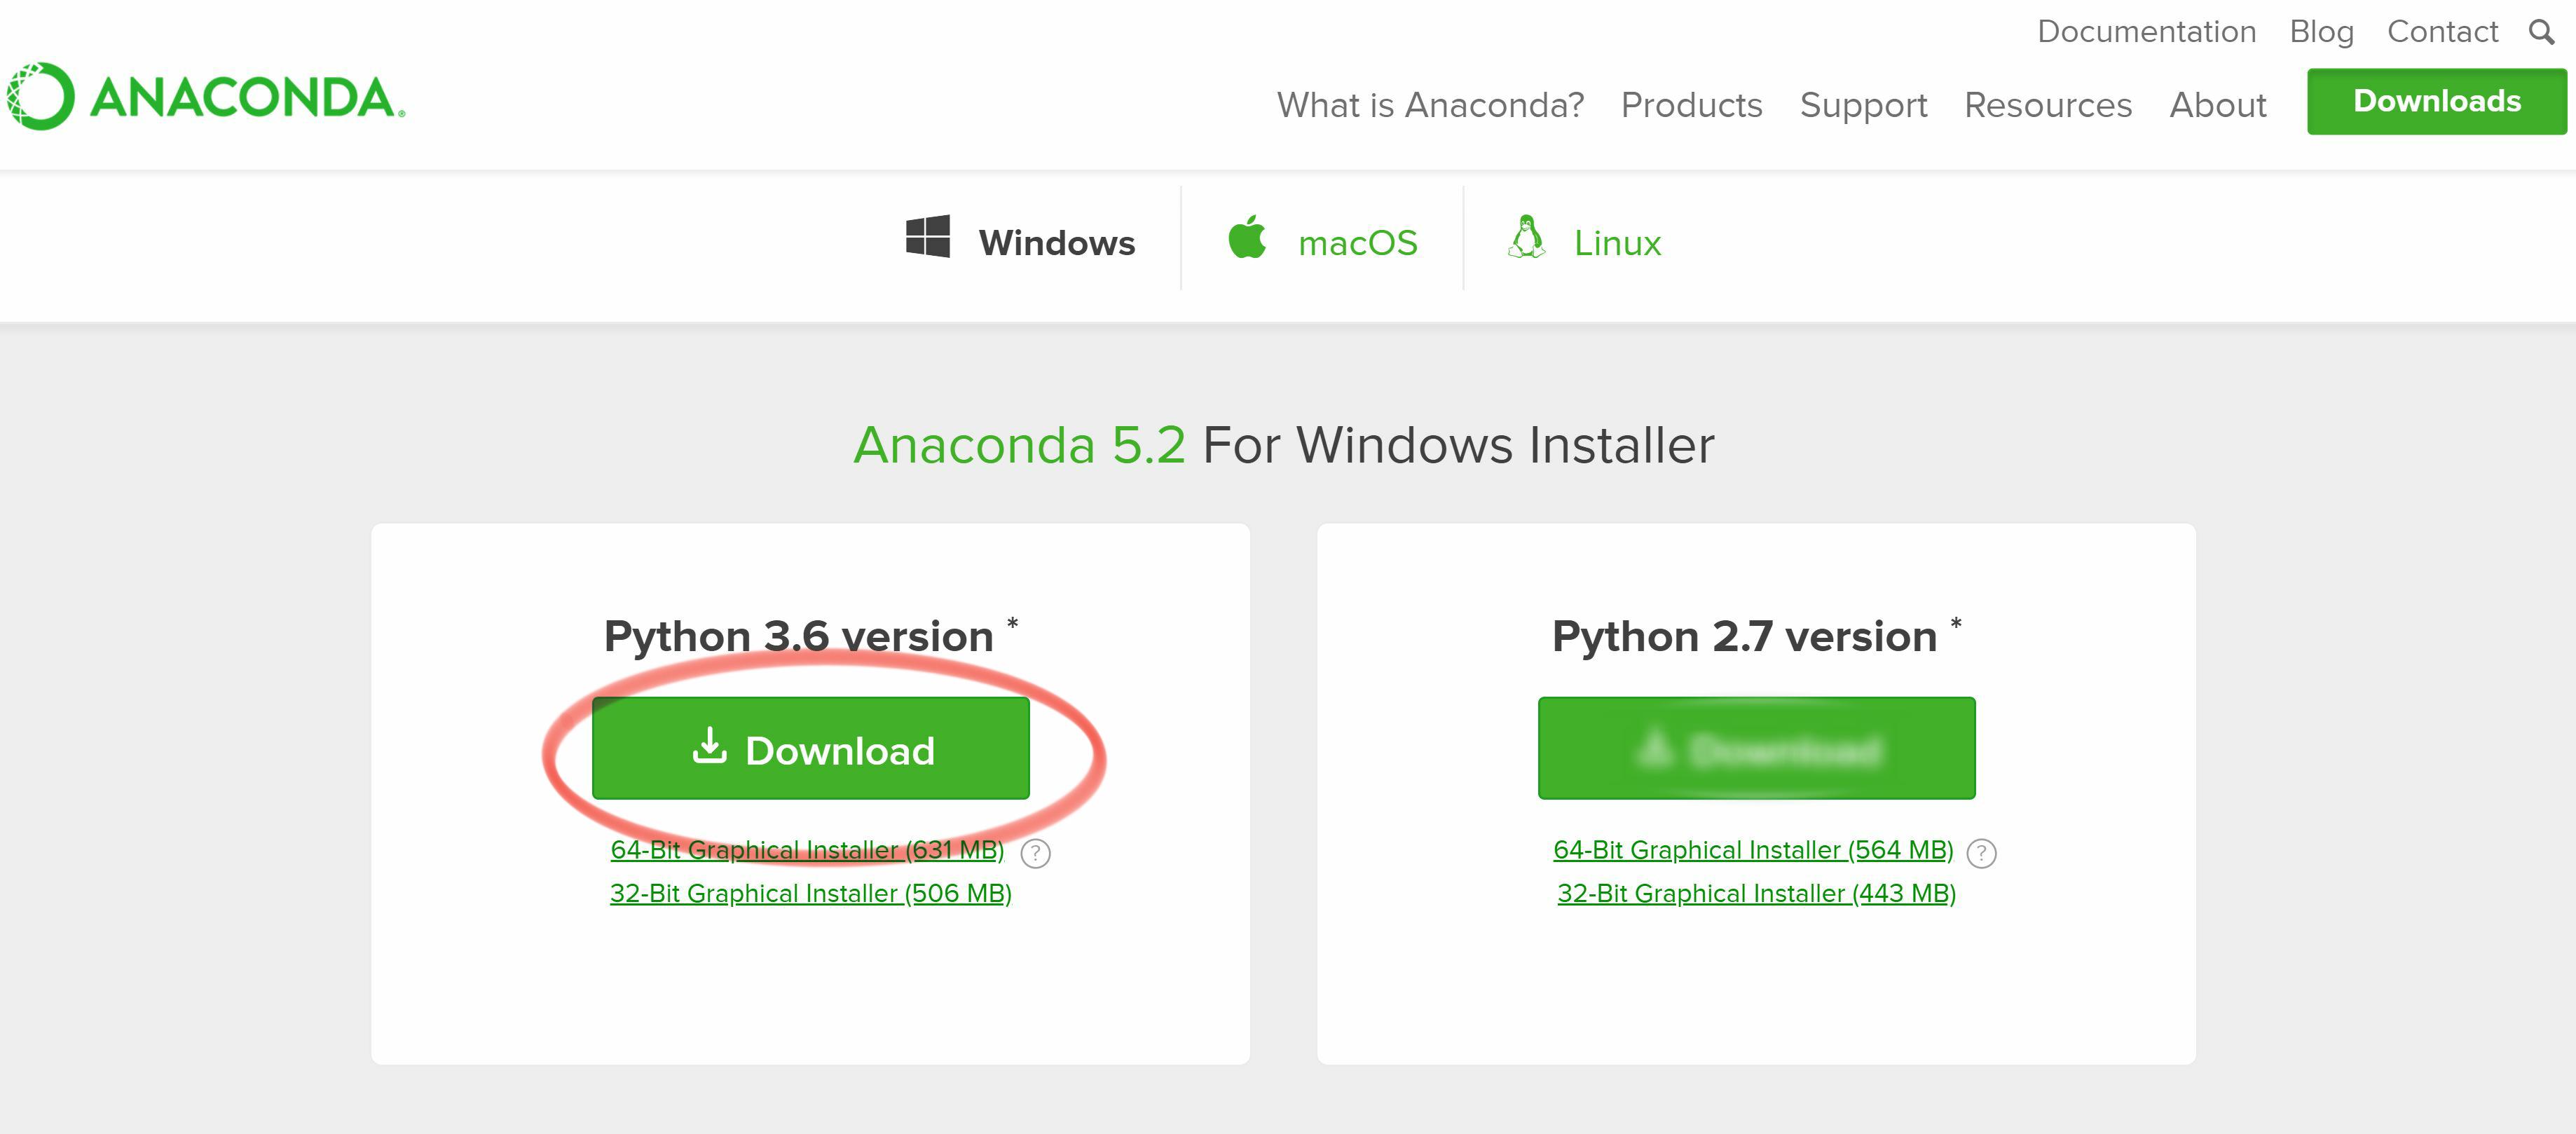 Documentation Blog Contact
ANACONDA®
What is Anaconda? Products Support Resources About Downloads
Windows macOS Linux
Anaconda 5.2 For Windows Installer
Python 3.6 version *
Download
64-Bit Graphical Installer (631 MB) ?
32-Bit Graphical Installer (506 MB)
Python 2.7 version *
Download
64-Bit Graphical Installer (564 MB) ?
32-Bit Graphical Installer (443 MB)